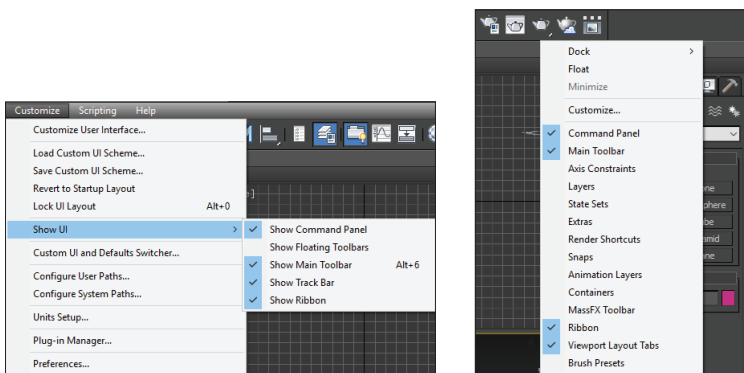 Customize Scripting Help
Customize User Interface...
Load Custom UI Scheme...
Save Custom UI Scheme...
Revert to Startup Layout
Lock UI Layout Alt+0
Show UI
Custom UI and Defaults Switcher...
Configure User Paths...
Configure System Paths...
Units Setup...
Plug-in Manager...
Preferences...
Show Command Panel
Show Floating Toolbars
Show Main Toolbar Alt+6
Show Track Bar
Show Ribbon
Dock
Float
Minimize
Customize...
Command Panel
Main Toolbar
Axis Constraints
Layers
State Sets
Extras
Render Shortcuts
Snaps
Animation Layers
Containers
MassFX Toolbar
Ribbon
Viewport Layout Tabs
Brush Presets